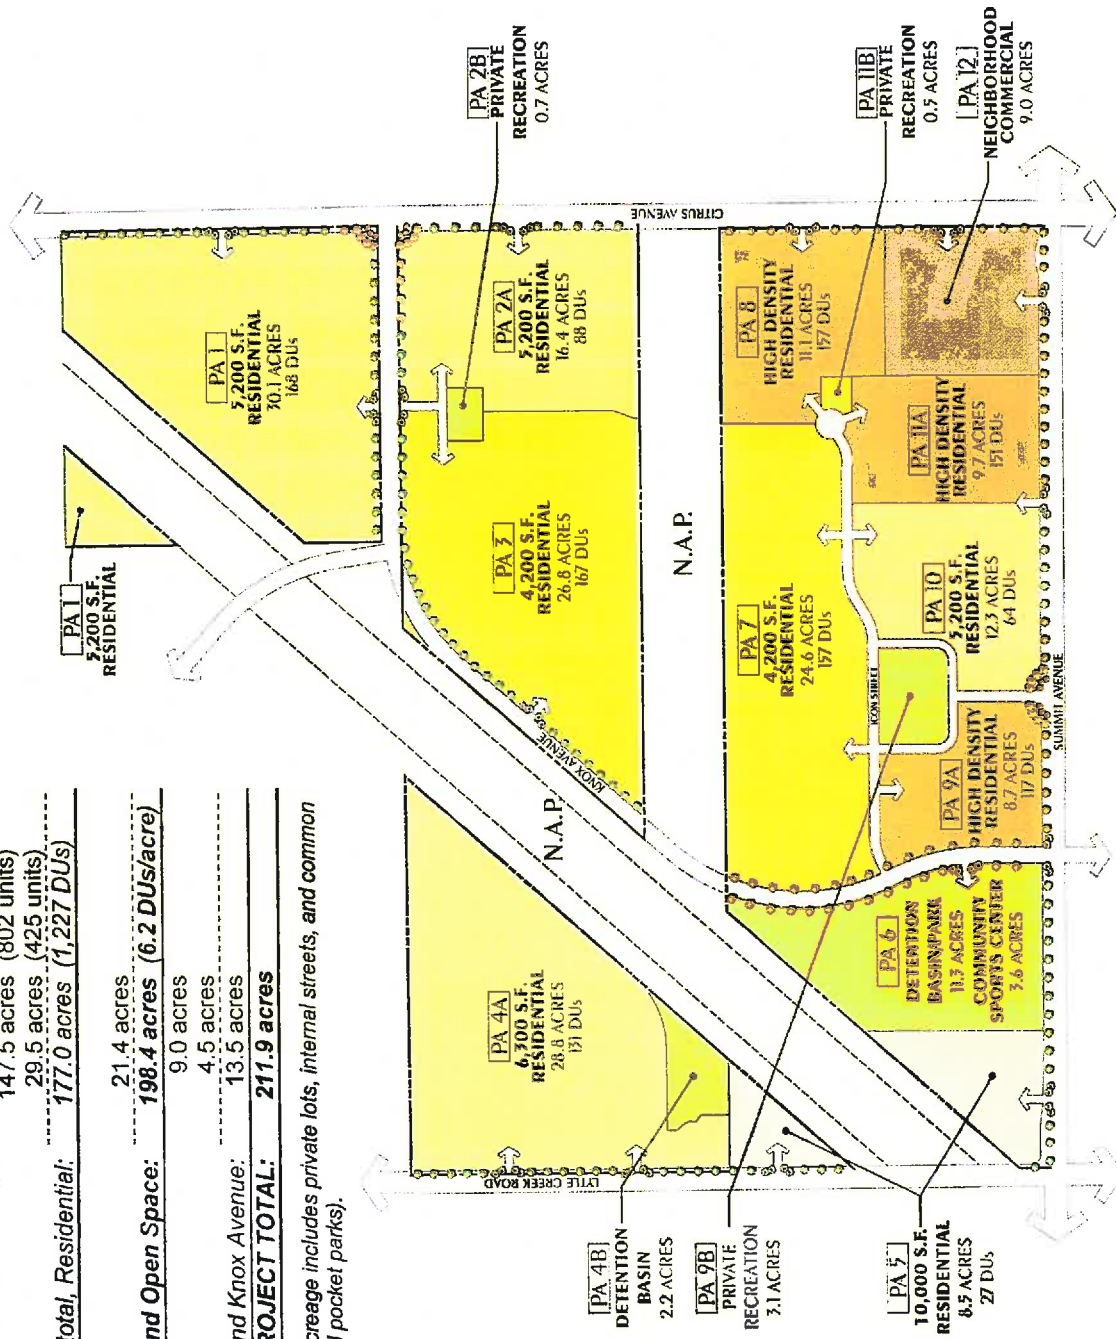 147.5 acres (802 units)
29.5 acres (425 units)
total, Residential: 177.0 acres (1,227 DUs)
21.4 acres
nd Open Space: 198.4 acres (6.2 DUs/acre)
9.0 acres
4.5 acres
nd Knox Avenue: 13.5 acres
ROJECT TOTAL: 211.9 acres
creage includes private lots, internal streets, and common
d pocket parks).
PA 1
5,200 S.F.
RESIDENTIAL
PA 1
5,200 S.F.
RESIDENTIAL
30.1 ACRES
168 DUs
PA 2B
PRIVATE
RECREATION
0.7 ACRES
PA 2A
5,200 S.F.
RESIDENTIAL
16.4 ACRES
88 DUs
PA 3
4,200 S.F.
RESIDENTIAL
26.8 ACRES
167 DUs
CITRUS AVENUE
KNOX AVENUE
N.A.P.
N.A.P.
PA 4A
6,300 S.F.
RESIDENTIAL
28.8 ACRES
131 DUs
LYTLE CREEK ROAD
PA 4B
DETENTION
BASIN
2.2 ACRES
PA 9B
PRIVATE
RECREATION
3.1 ACRES
PA 5
10,000 S.F.
RESIDENTIAL
8.5 ACRES
27 DUs
PA 6
DETENTION
BASIN/PARK
11.3 ACRES
COMMUNITY
SPORTS CENTER
3.6 ACRES
PA 7
4,200 S.F.
RESIDENTIAL
24.6 ACRES
157 DUs
ICON STREET
PA 8
HIGH DENSITY
RESIDENTIAL
11.1 ACRES
157 DUs
PA 9A
HIGH DENSITY
RESIDENTIAL
8.7 ACRES
117 DUs
PA 10
5,200 S.F.
RESIDENTIAL
12.3 ACRES
64 DUs
PA 11A
HIGH DENSITY
RESIDENTIAL
9.7 ACRES
151 DUs
PA 11B
PRIVATE
RECREATION
0.5 ACRES
PA 12
NEIGHBORHOOD
COMMERCIAL
9.0 ACRES
SUMMIT AVENUE